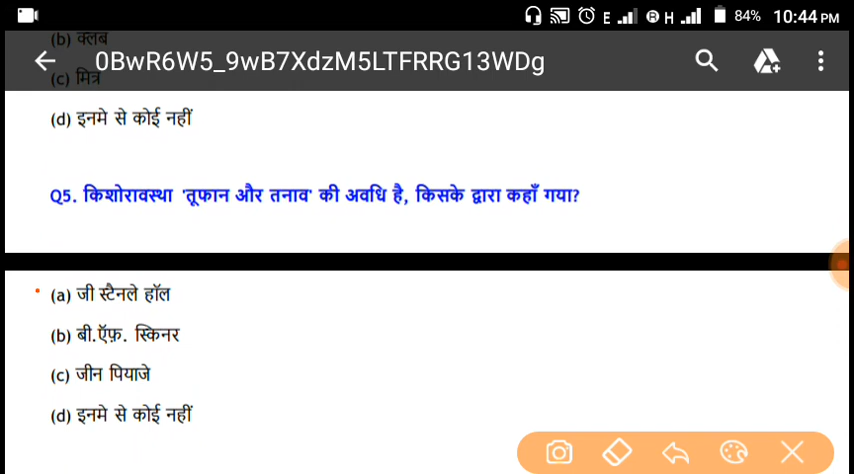 E H 84% 10:44 PM
(b) क्लब
0BwR6W5_9wB7XdzM5LTFRRG13WDg
(c) मित्र
(d) इनमे से कोई नहीं
Q5. किशोरावस्था 'तूफान और तनाव' की अवधि है, किसके द्वारा कहाँ गया?
(a) जी स्टैनले हॉल
(b) बी.ऍफ़. स्किनर
(c) जीन पियाजे
(d) इनमे से कोई नहीं